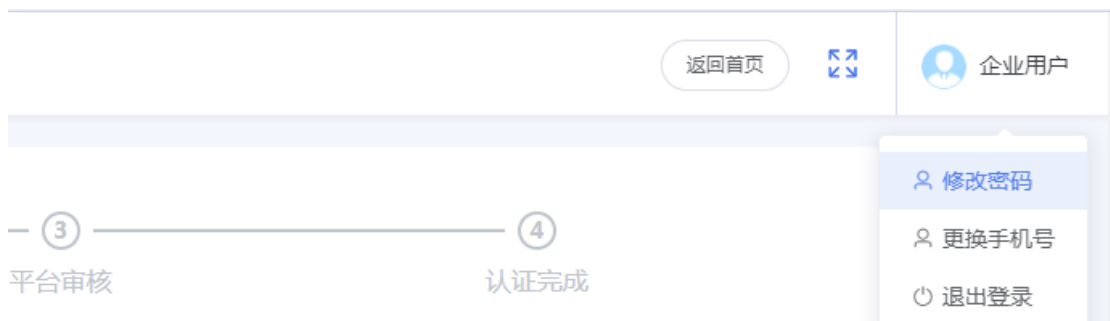 返回首页
企业用户
修改密码
3
4
更换手机号
平台审核
认证完成
退出登录